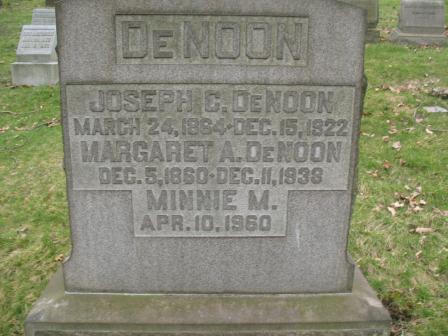 DeNOON
JOSEPH C. DeNOON
MARCH 24, 1864 - DEC. 15, 1922
MARGARET A. DeNOON
DEC. 5, 1860 - DEC. 11, 1938
MINNIE M.
APR. 10, 1960